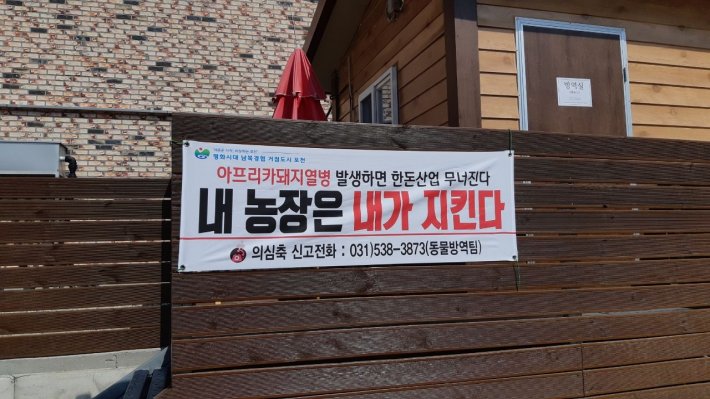 평화시대 남북경협 거점도시 포천
아프리카돼지열병 발생하면 한돈산업 무너진다
내 농장은 내가 지킨다
의심축 신고전화 : 031)538-3873(동물방역팀)
방역실